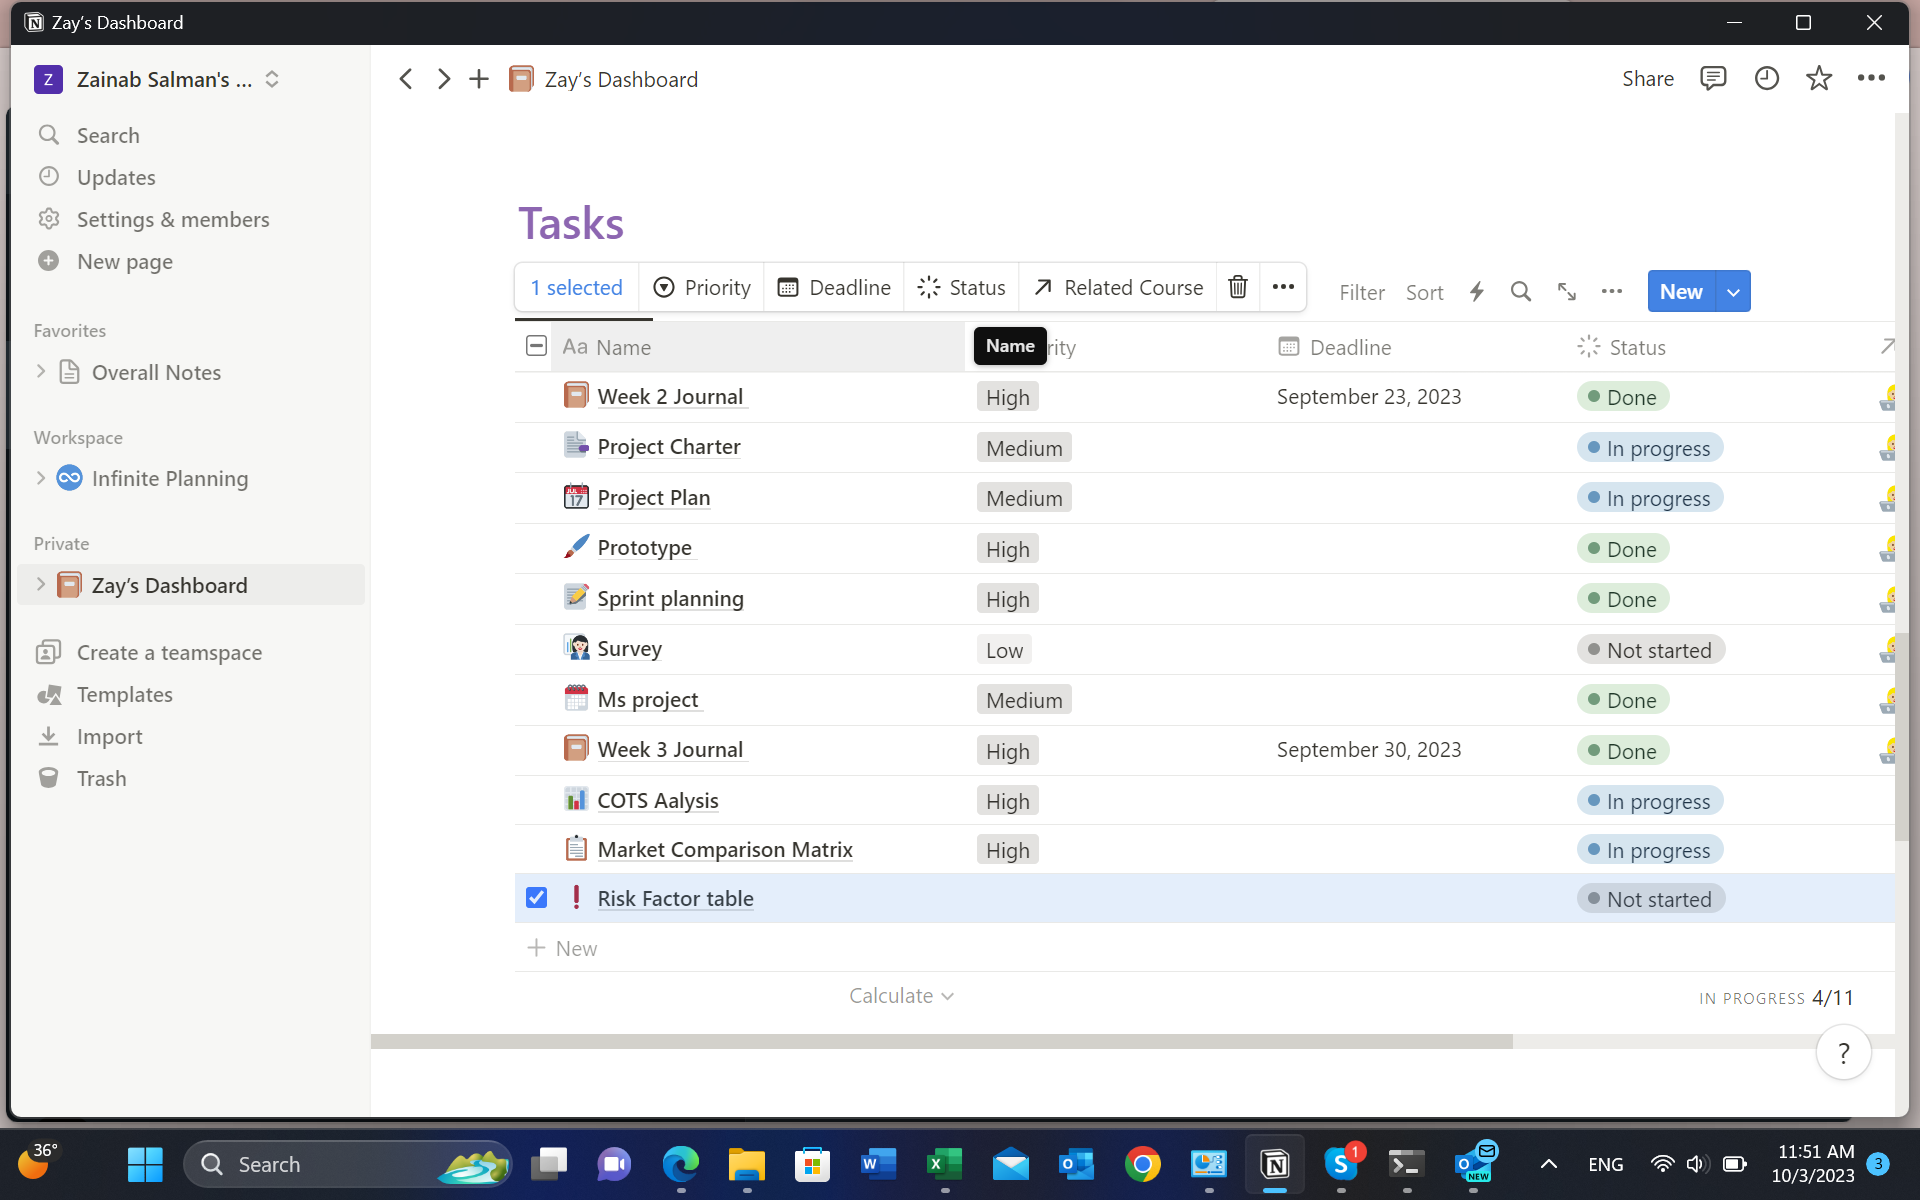 Zay's Dashboard
Z Zainab Salman's ...
Search
Updates
Settings & members
New page
Favorites
Overall Notes
Workspace
Infinite Planning
Private
Zay's Dashboard
Create a teamspace
Templates
Import
Trash
Zay's Dashboard
Share
Tasks
1 selected Priority Deadline Status Related Course
Filter Sort New
Aa Name Name rity Deadline Status
Week 2 Journal High September 23, 2023 Done
Project Charter Medium In progress
JUL 17 Project Plan Medium In progress
Prototype High Done
Sprint planning High Done
Survey Low Not started
Ms project Medium Done
Week 3 Journal High September 30, 2023 Done
COTS Aalysis High In progress
Market Comparison Matrix High In progress
Risk Factor table Not started
+ New
Calculate
IN PROGRESS 4/11
?
36°
Search
1
NEW
ENG
11:51 AM
10/3/2023
3